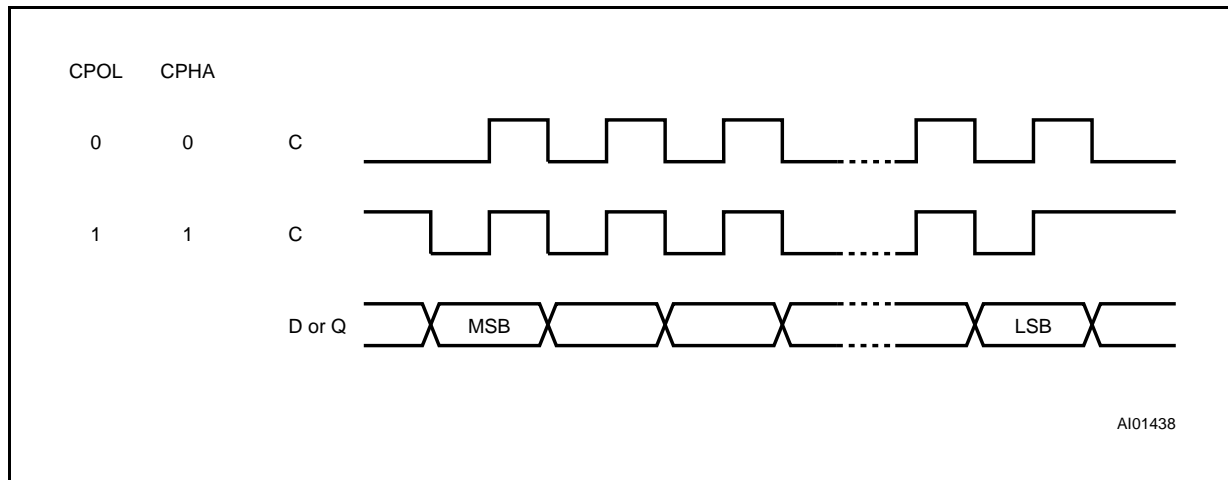 CPOL CPHA
0 0 C
1 1 C
D or Q MSB LSB
AI01438